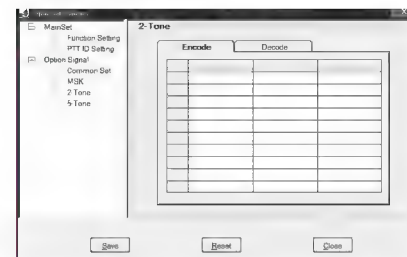 MainSet
Function Setting
PTT ID Setting
Option Signal
Common Set
MSK
2 Tone
5 Tone
2-Tone
Encode
Decode
Save
Reset
Close